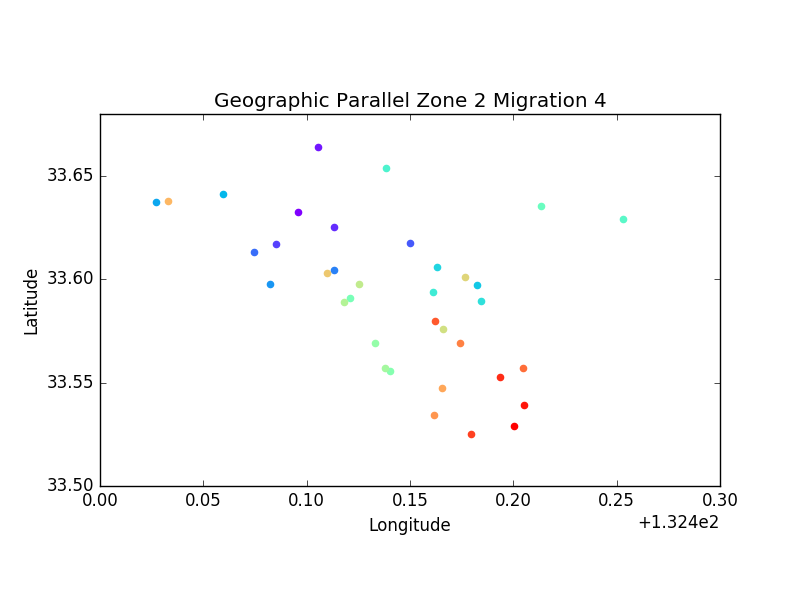 Geographic Parallel Zone 2 Migration 4
Latitude
33.65
33.60
33.55
33.50
0.00 0.05 0.10 0.15 0.20 0.25 0.30
Longitude
+1.324e2